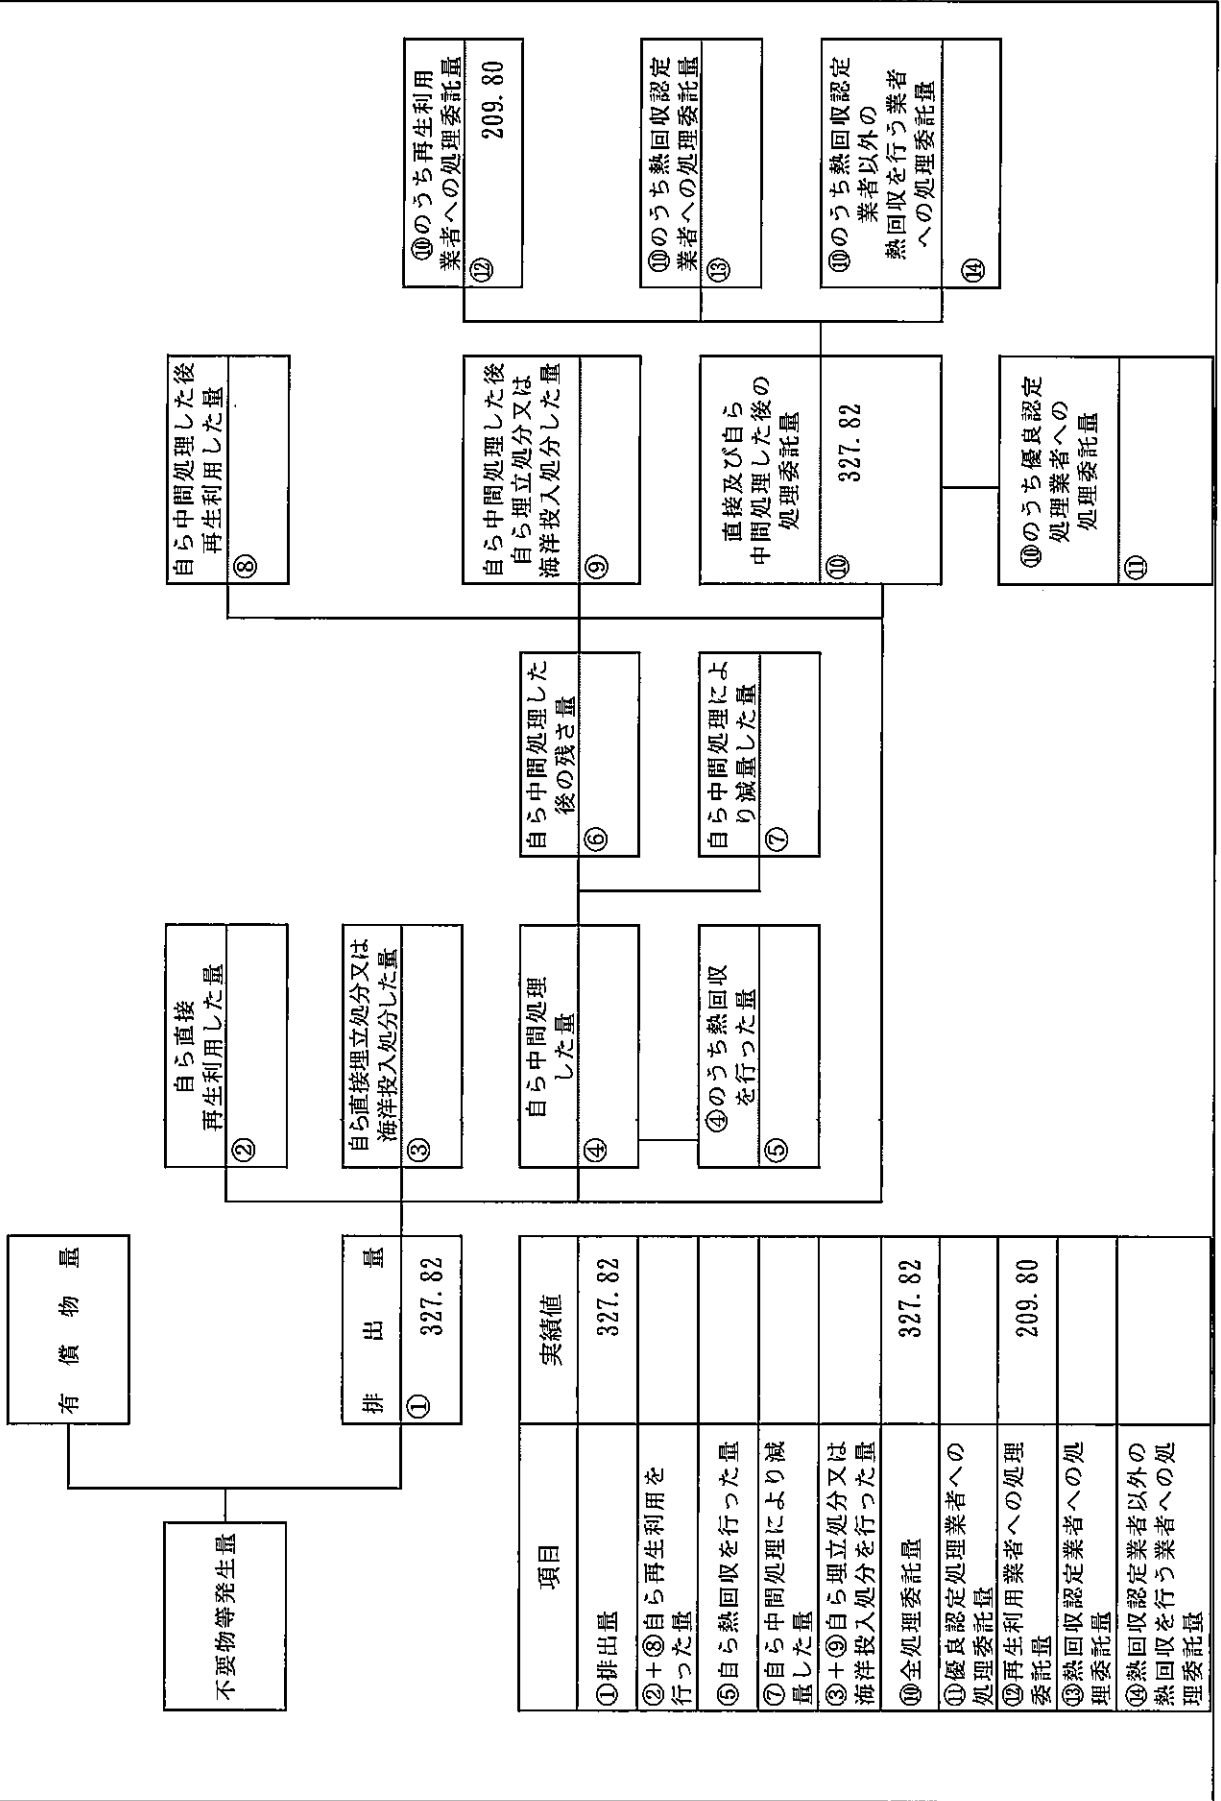 不要物等発生量
有償物量
排出量
① 327.82
自ら直接
再生利用した量
②
自ら直接埋立処分又は
海洋投入処分した量
③
自ら中間処理
した量
④
④のうち熱回収
を行った量
⑤
自ら中間処理した
後の残さ量
⑥
自ら中間処理によ
り減量した量
⑦
自ら中間処理した後
再生利用した量
⑧
自ら中間処理した後
自ら埋立処分又は
海洋投入処分した量
⑨
直接及び自ら
中間処理した後の
処理委託量
⑩ 327.82
⑩のうち優良認定
処理業者への
処理委託量
⑪
⑩のうち再生利用
業者への処理委託量
⑫ 209.80
⑩のうち熱回収認定
業者への処理委託量
⑬
⑩のうち熱回収認定
業者以外の
熱回収を行う業者
への処理委託量
⑭
項目 実績値
①排出量 327.82
②+⑧自ら再生利用を
行った量
⑤自ら熱回収を行った量
⑦自ら中間処理により減
量した量
③+⑨自ら埋立処分又は
海洋投入処分を行った量
⑩全処理委託量 327.82
⑪優良認定処理業者への
処理委託量
⑫再生利用業者への処理
委託量 209.80
⑬熱回収認定業者への処
理委託量
⑭熱回収認定業者以外の
熱回収を行う業者への処
理委託量